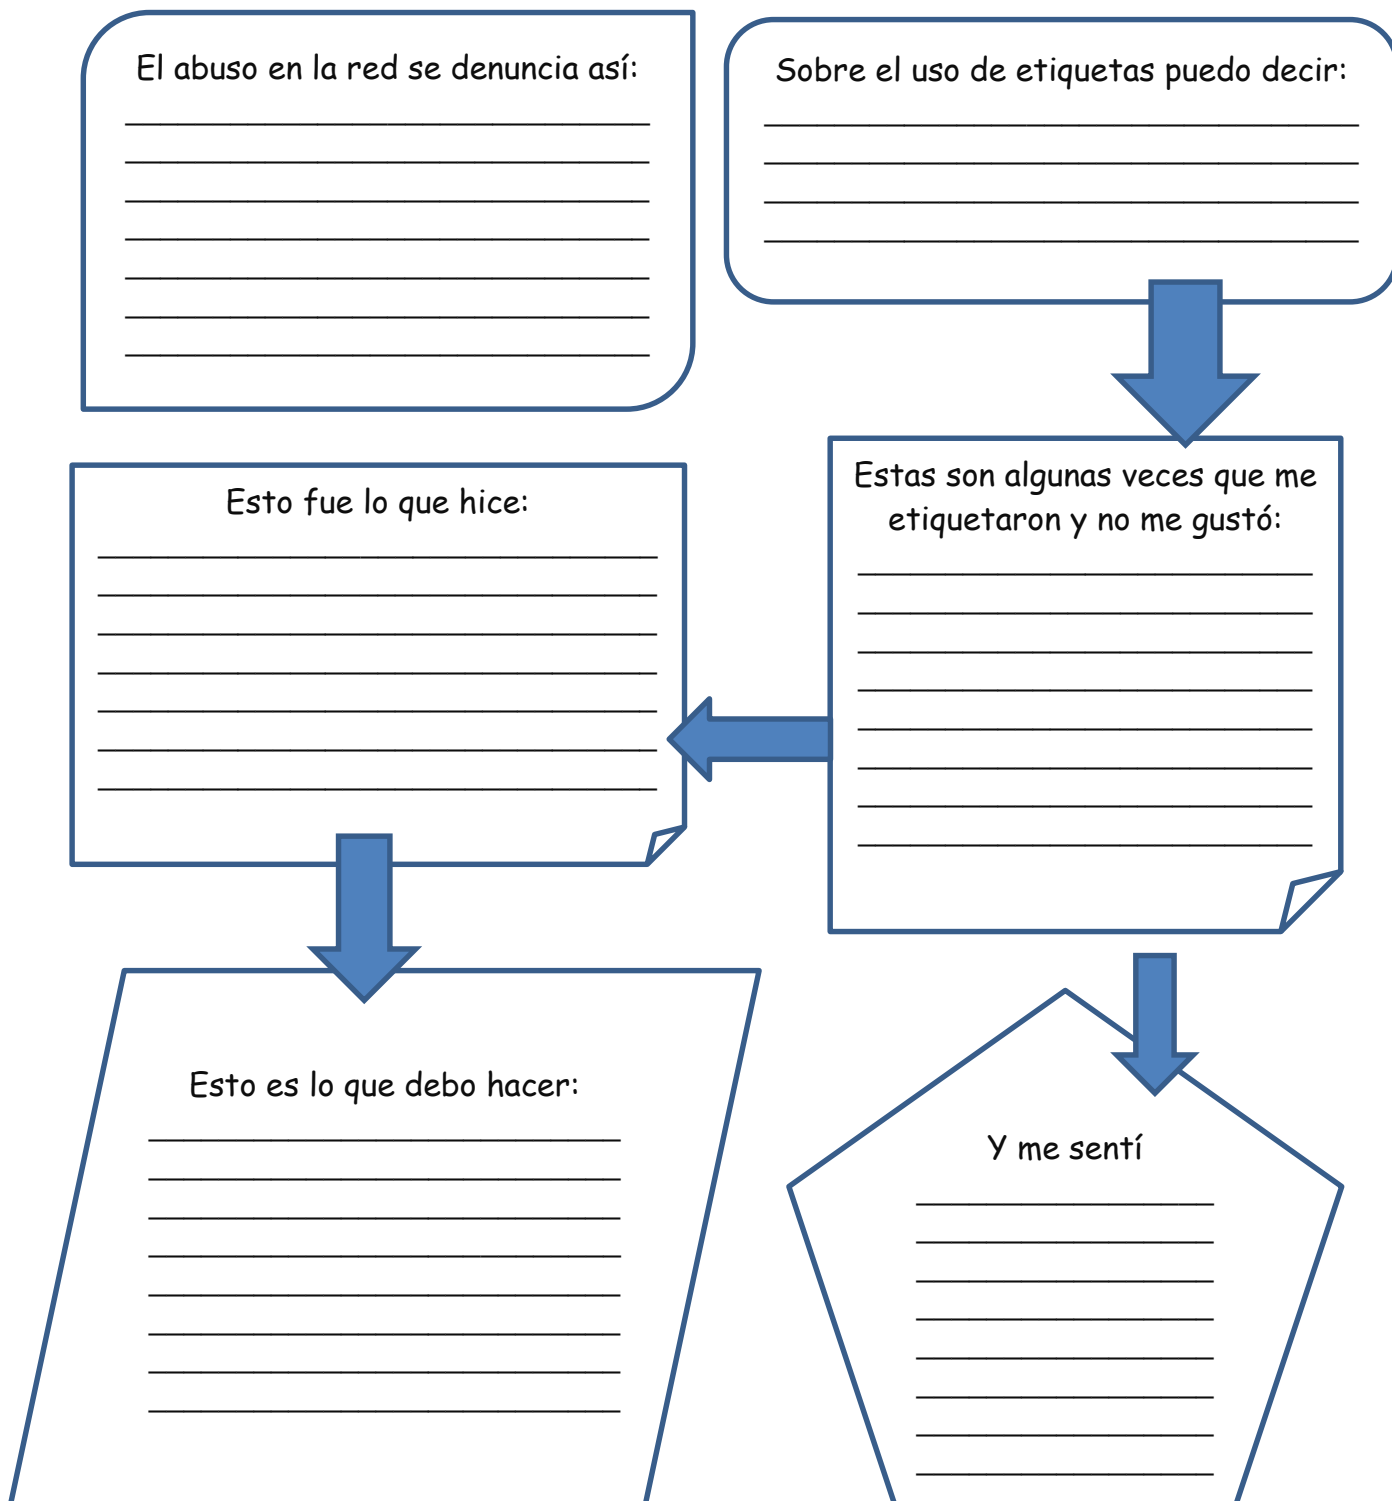 El abuso en la red se denuncia así:
Sobre el uso de etiquetas puedo decir:
Estas son algunas veces que me
etiquetaron y no me gustó:
Esto fue lo que hice:
Esto es lo que debo hacer:
Y me sentí